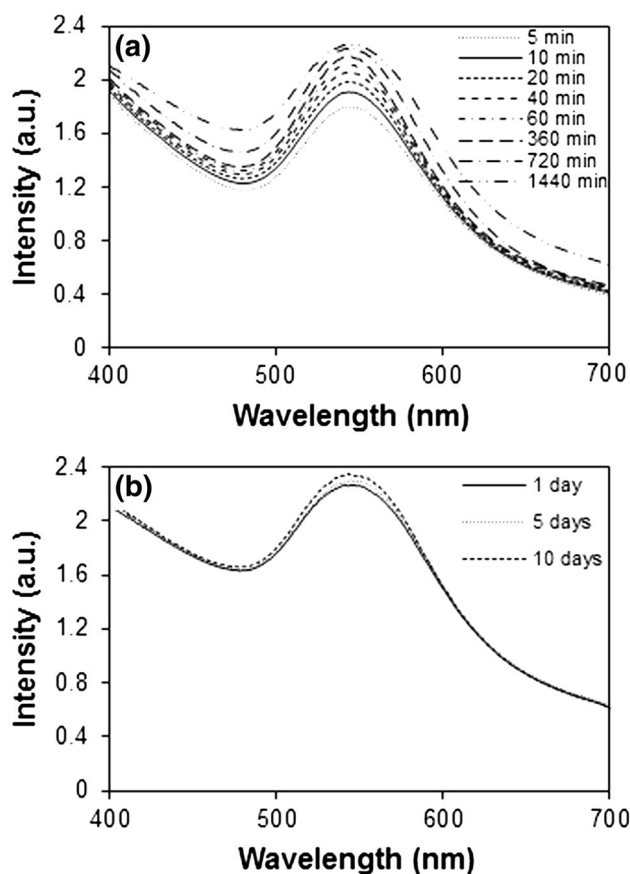 (a)
Intensity (a.u.)
2.4
2
1.6
1.2
0.8
0.4
0
5 min
10 min
20 min
40 min
60 min
360 min
720 min
1440 min
400
500
600
700
Wavelength (nm)
(b)
Intensity (a.u.)
2.4
2
1.6
1.2
0.8
0.4
0
1 day
5 days
10 days
400
500
600
700
Wavelength (nm)